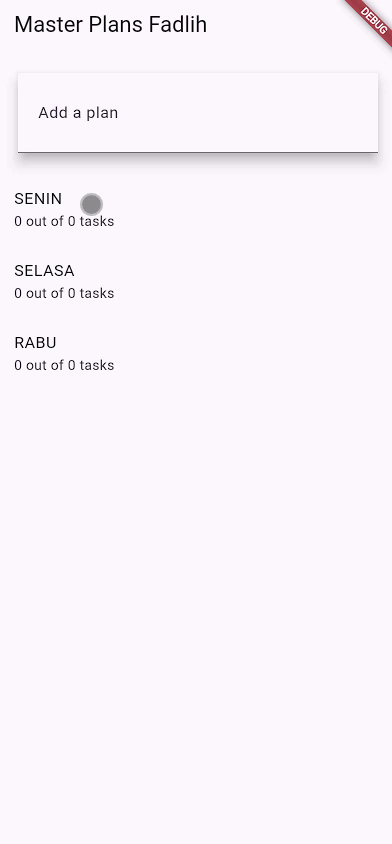 Master Plans Fadlih
DEBUG
Add a plan
SENIN
0 out of 0 tasks
SELASA
0 out of 0 tasks
RABU
0 out of 0 tasks